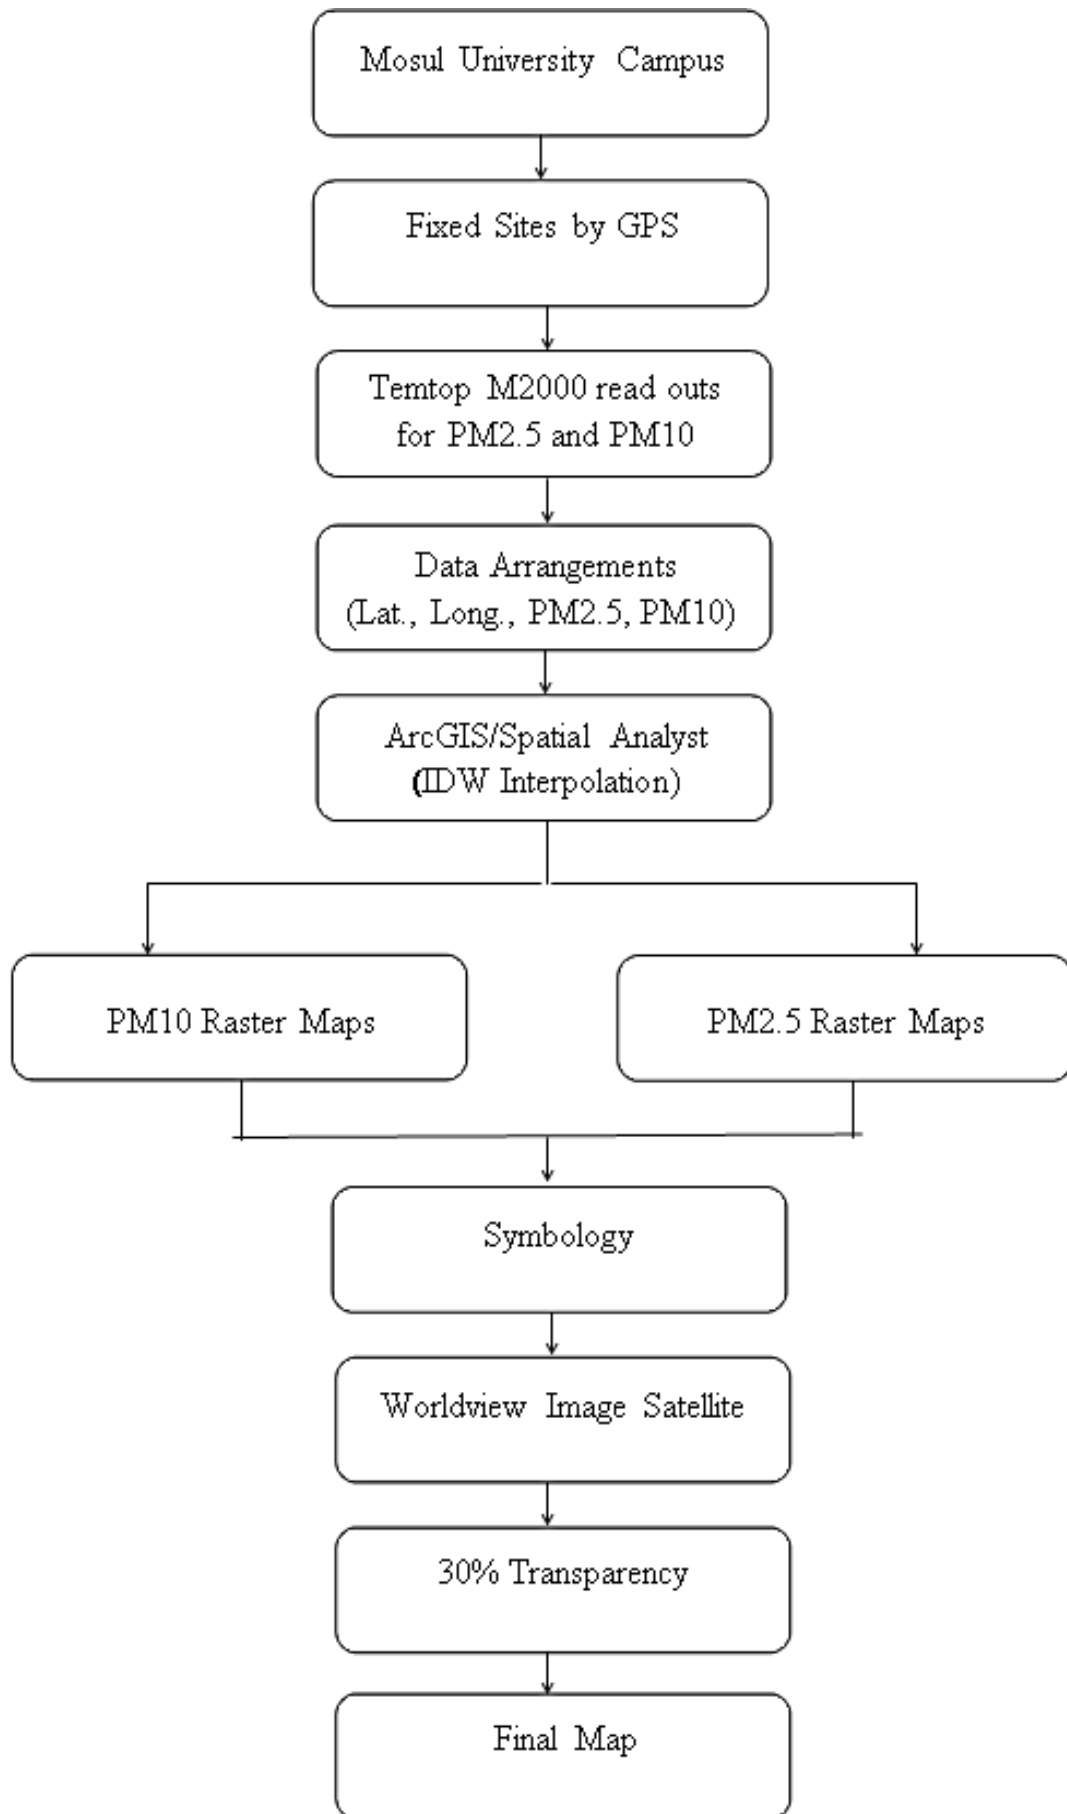 Mosul University Campus
Fixed Sites by GPS
Temtop M2000 read outs
for PM2.5 and PM10
Data Arrangements
(Lat., Long., PM2.5, PM10)
ArcGIS/Spatial Analyst
(IDW Interpolation)
PM10 Raster Maps
PM2.5 Raster Maps
Symbology
Worldview Image Satellite
30% Transparency
Final Map